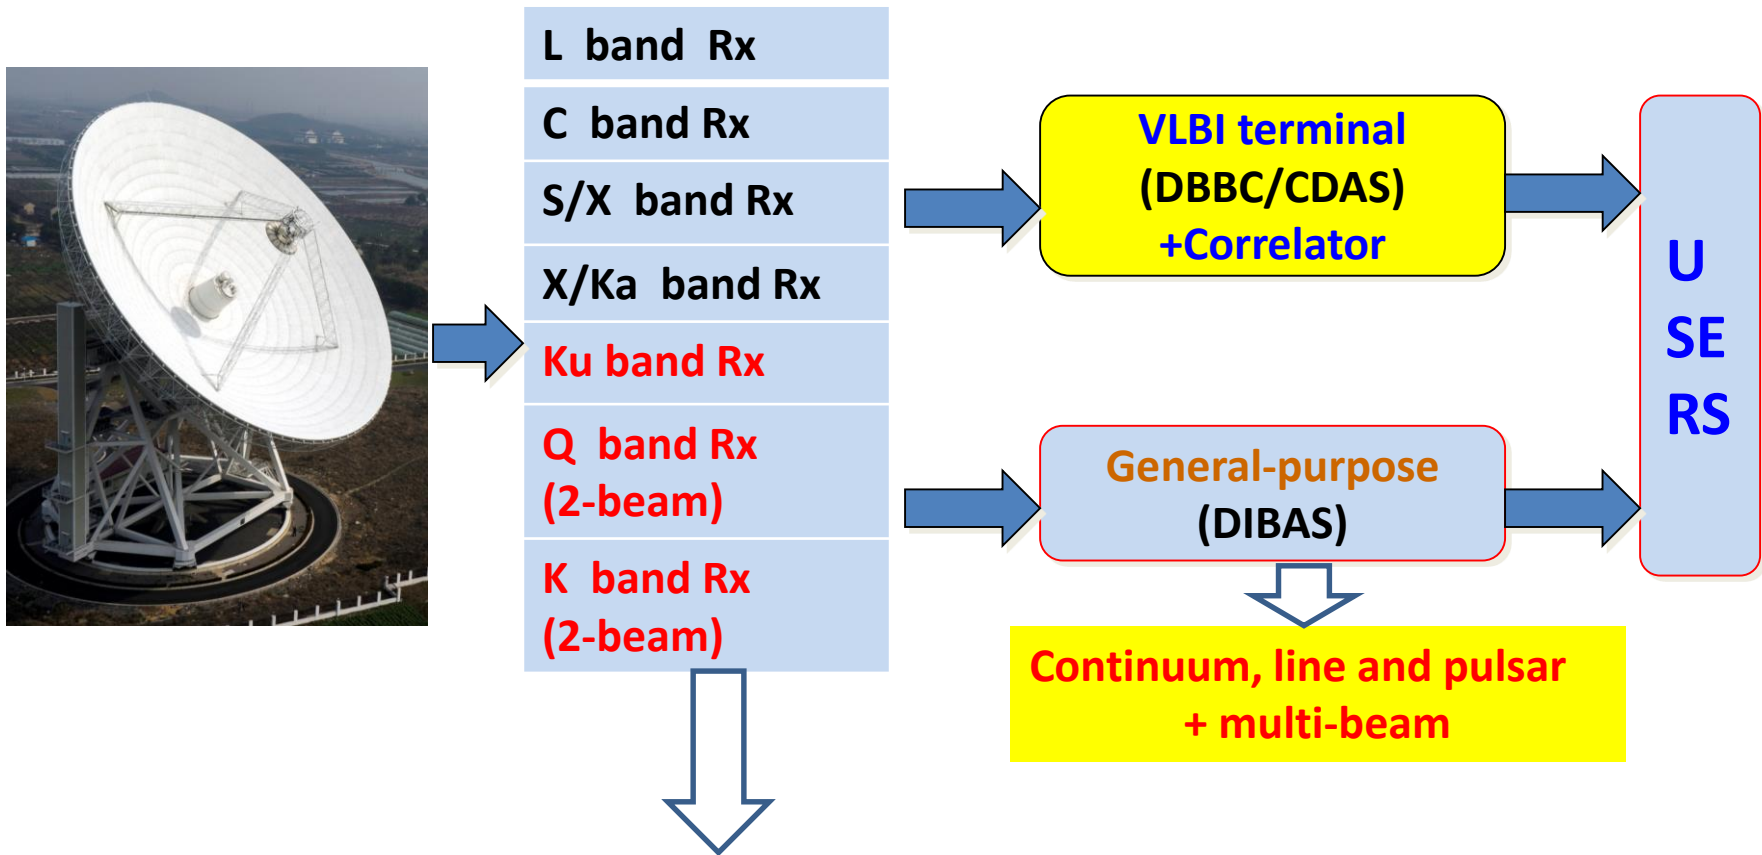 L band Rx
C band Rx
S/X band Rx
X/Ka band Rx
Ku band Rx
Q band Rx
(2-beam)
K band Rx
(2-beam)
VLBI terminal
(DBBC/CDAS)
+Correlator
General-purpose
(DIBAS)
Continuum, line and pulsar
+ multi-beam
U
SE
RS